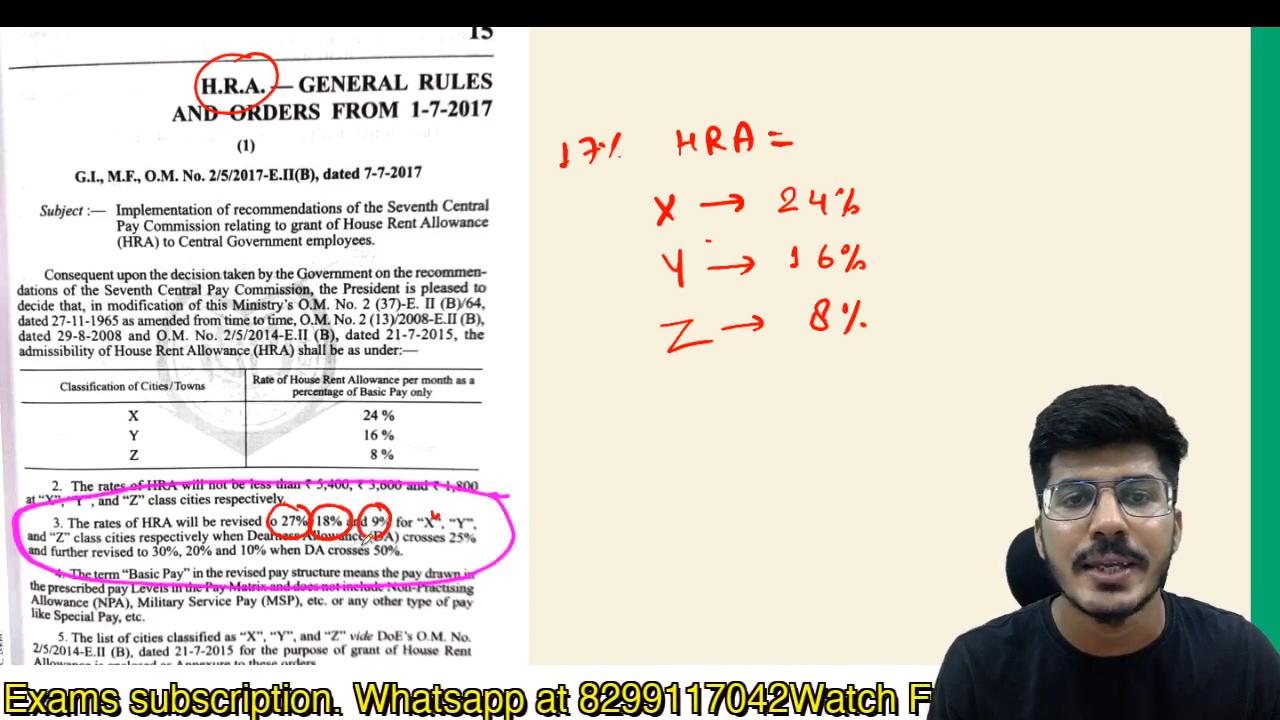 15
H.R.A. — GENERAL RULES
AND ORDERS FROM 1-7-2017
(1)
G.I., M.F., O.M. No. 2/5/2017-E.II(B), dated 7-7-2017
Subject :— Implementation of recommendations of the Seventh Central
Pay Commission relating to grant of House Rent Allowance
(HRA) to Central Government employees.
Consequent upon the decision taken by the Government on the recommen-
dations of the Seventh Central Pay Commission, the President is pleased to
decide that, in modification of this Ministry's O.M. No. 2 (37)-E. II (B)/64,
dated 27-11-1965 as amended from time to time, O.M. No. 2 (13)/2008-E.II (B),
dated 29-8-2008 and O.M. No. 2/5/2014-E.II (B), dated 21-7-2015, the
admissibility of House Rent Allowance (HRA) shall be as under:—
Classification of Cities/Towns
Rate of House Rent Allowance per month as a
percentage of Basic Pay only
X 24 %
Y 16 %
Z 8 %
2. The rates of HRA will not be less than ₹ 5,400, ₹ 3,600 and ₹ 1,800
at "X", "Y", and "Z" class cities respectively.
3. The rates of HRA will be revised to 27% 18% and 9% for "X", "Y",
and "Z" class cities respectively when Dearness Allowance (DA) crosses 25%
and further revised to 30%, 20% and 10% when DA crosses 50%.
4. The term "Basic Pay" in the revised pay structure means the pay drawn in
the prescribed pay Levels in the Pay Matrix and does not include Non-Practising
Allowance (NPA), Military Service Pay (MSP), etc. or any other type of pay
like Special Pay, etc.
5. The list of cities classified as "X", "Y", and "Z" vide DoE's O.M. No.
2/5/2014-E.II (B), dated 21-7-2015 for the purpose of grant of House Rent
Allowance is enclosed as Annexure to these orders.
17% HRA =
X → 24%
Y → 16%
Z → 8%
Exams subscription. Whatsapp at 8299117042Watch F